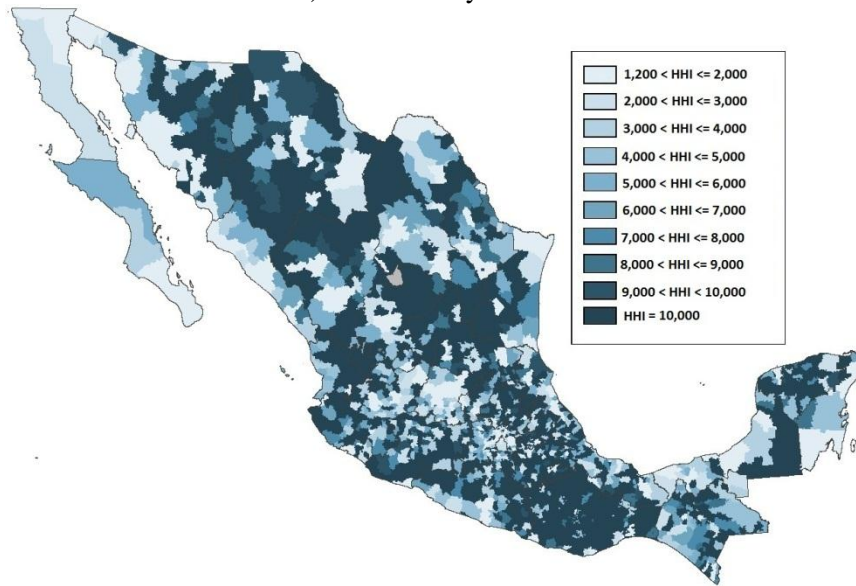 1,200 < HHI <= 2,000
2,000 < HHI <= 3,000
3,000 < HHI <= 4,000
4,000 < HHI <= 5,000
5,000 < HHI <= 6,000
6,000 < HHI <= 7,000
7,000 < HHI <= 8,000
8,000 < HHI <= 9,000
9,000 < HHI < 10,000
HHI = 10,000